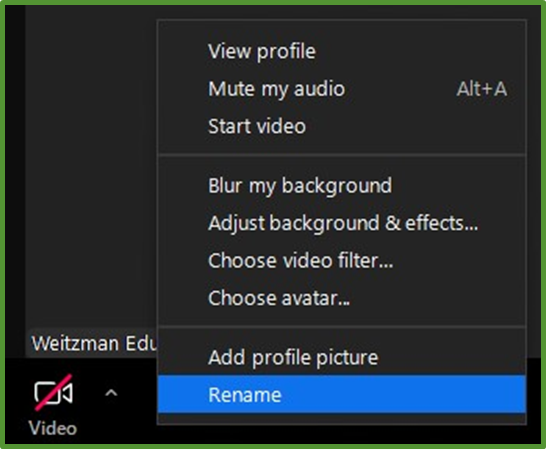 View profile
Mute my audio Alt+A
Start video
Blur my background
Adjust background & effects...
Choose video filter...
Choose avatar...
Weitzman Edu
Add profile picture
Rename
Video